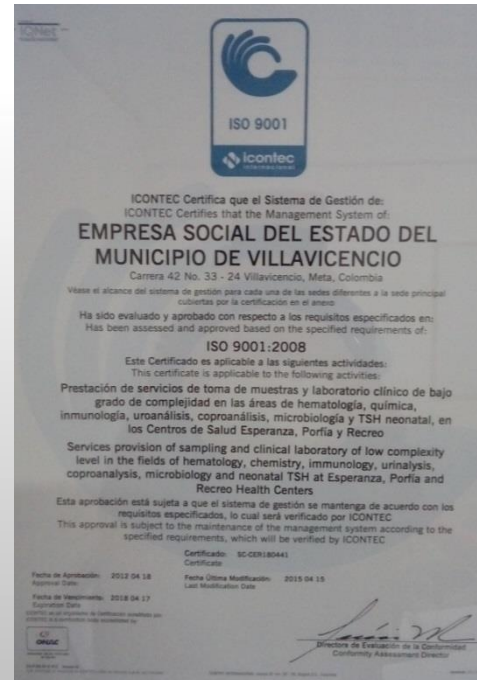 IQNet
ISO 9001
icontec
internacional
ICONTEC Certifica que el Sistema de Gestión de:
ICONTEC Certifies that the Management System of:
EMPRESA SOCIAL DEL ESTADO DEL
MUNICIPIO DE VILLAVICENCIO
Carrera 42 No. 33 - 24 Villavicencio, Meta, Colombia
Véase el alcance del sistema de gestión para cada una de las sedes diferentes a la sede principal
cubiertas por la certificación en el anexo
Ha sido evaluado y aprobado con respecto a los requisitos especificados en:
Has been assessed and approved based on the specified requirements of:
ISO 9001:2008
Este Certificado es aplicable a las siguientes actividades:
This certificate is applicable to the following activities:
Prestación de servicios de toma de muestras y laboratorio clínico de bajo
grado de complejidad en las áreas de hematología, química,
inmunología, uroanálisis, coproanálisis, microbiología y TSH neonatal, en
los Centros de Salud Esperanza, Porfía y Recreo
Services provision of sampling and clinical laboratory of low complexity
level in the fields of hematology, chemistry, immunology, urinalysis,
coproanalysis, microbiology and neonatal TSH at Esperanza, Porfía and
Recreo Health Centers
Esta aprobación está sujeta a que el sistema de gestión se mantenga de acuerdo con los
requisitos especificados, lo cual será verificado por ICONTEC
This approval is subject to the maintenance of the management system according to the
specified requirements, which will be verified by ICONTEC
Certificado: SC-CER180441
Certificate
Fecha de Aprobación: 2012 04 18
Approval Date:
Fecha Última Modificación: 2015 04 15
Last Modification Date
Fecha de Vencimiento: 2018 04 17
Expiration Date
ONAC
Directora de Evaluación de la Conformidad
Conformity Assessment Director